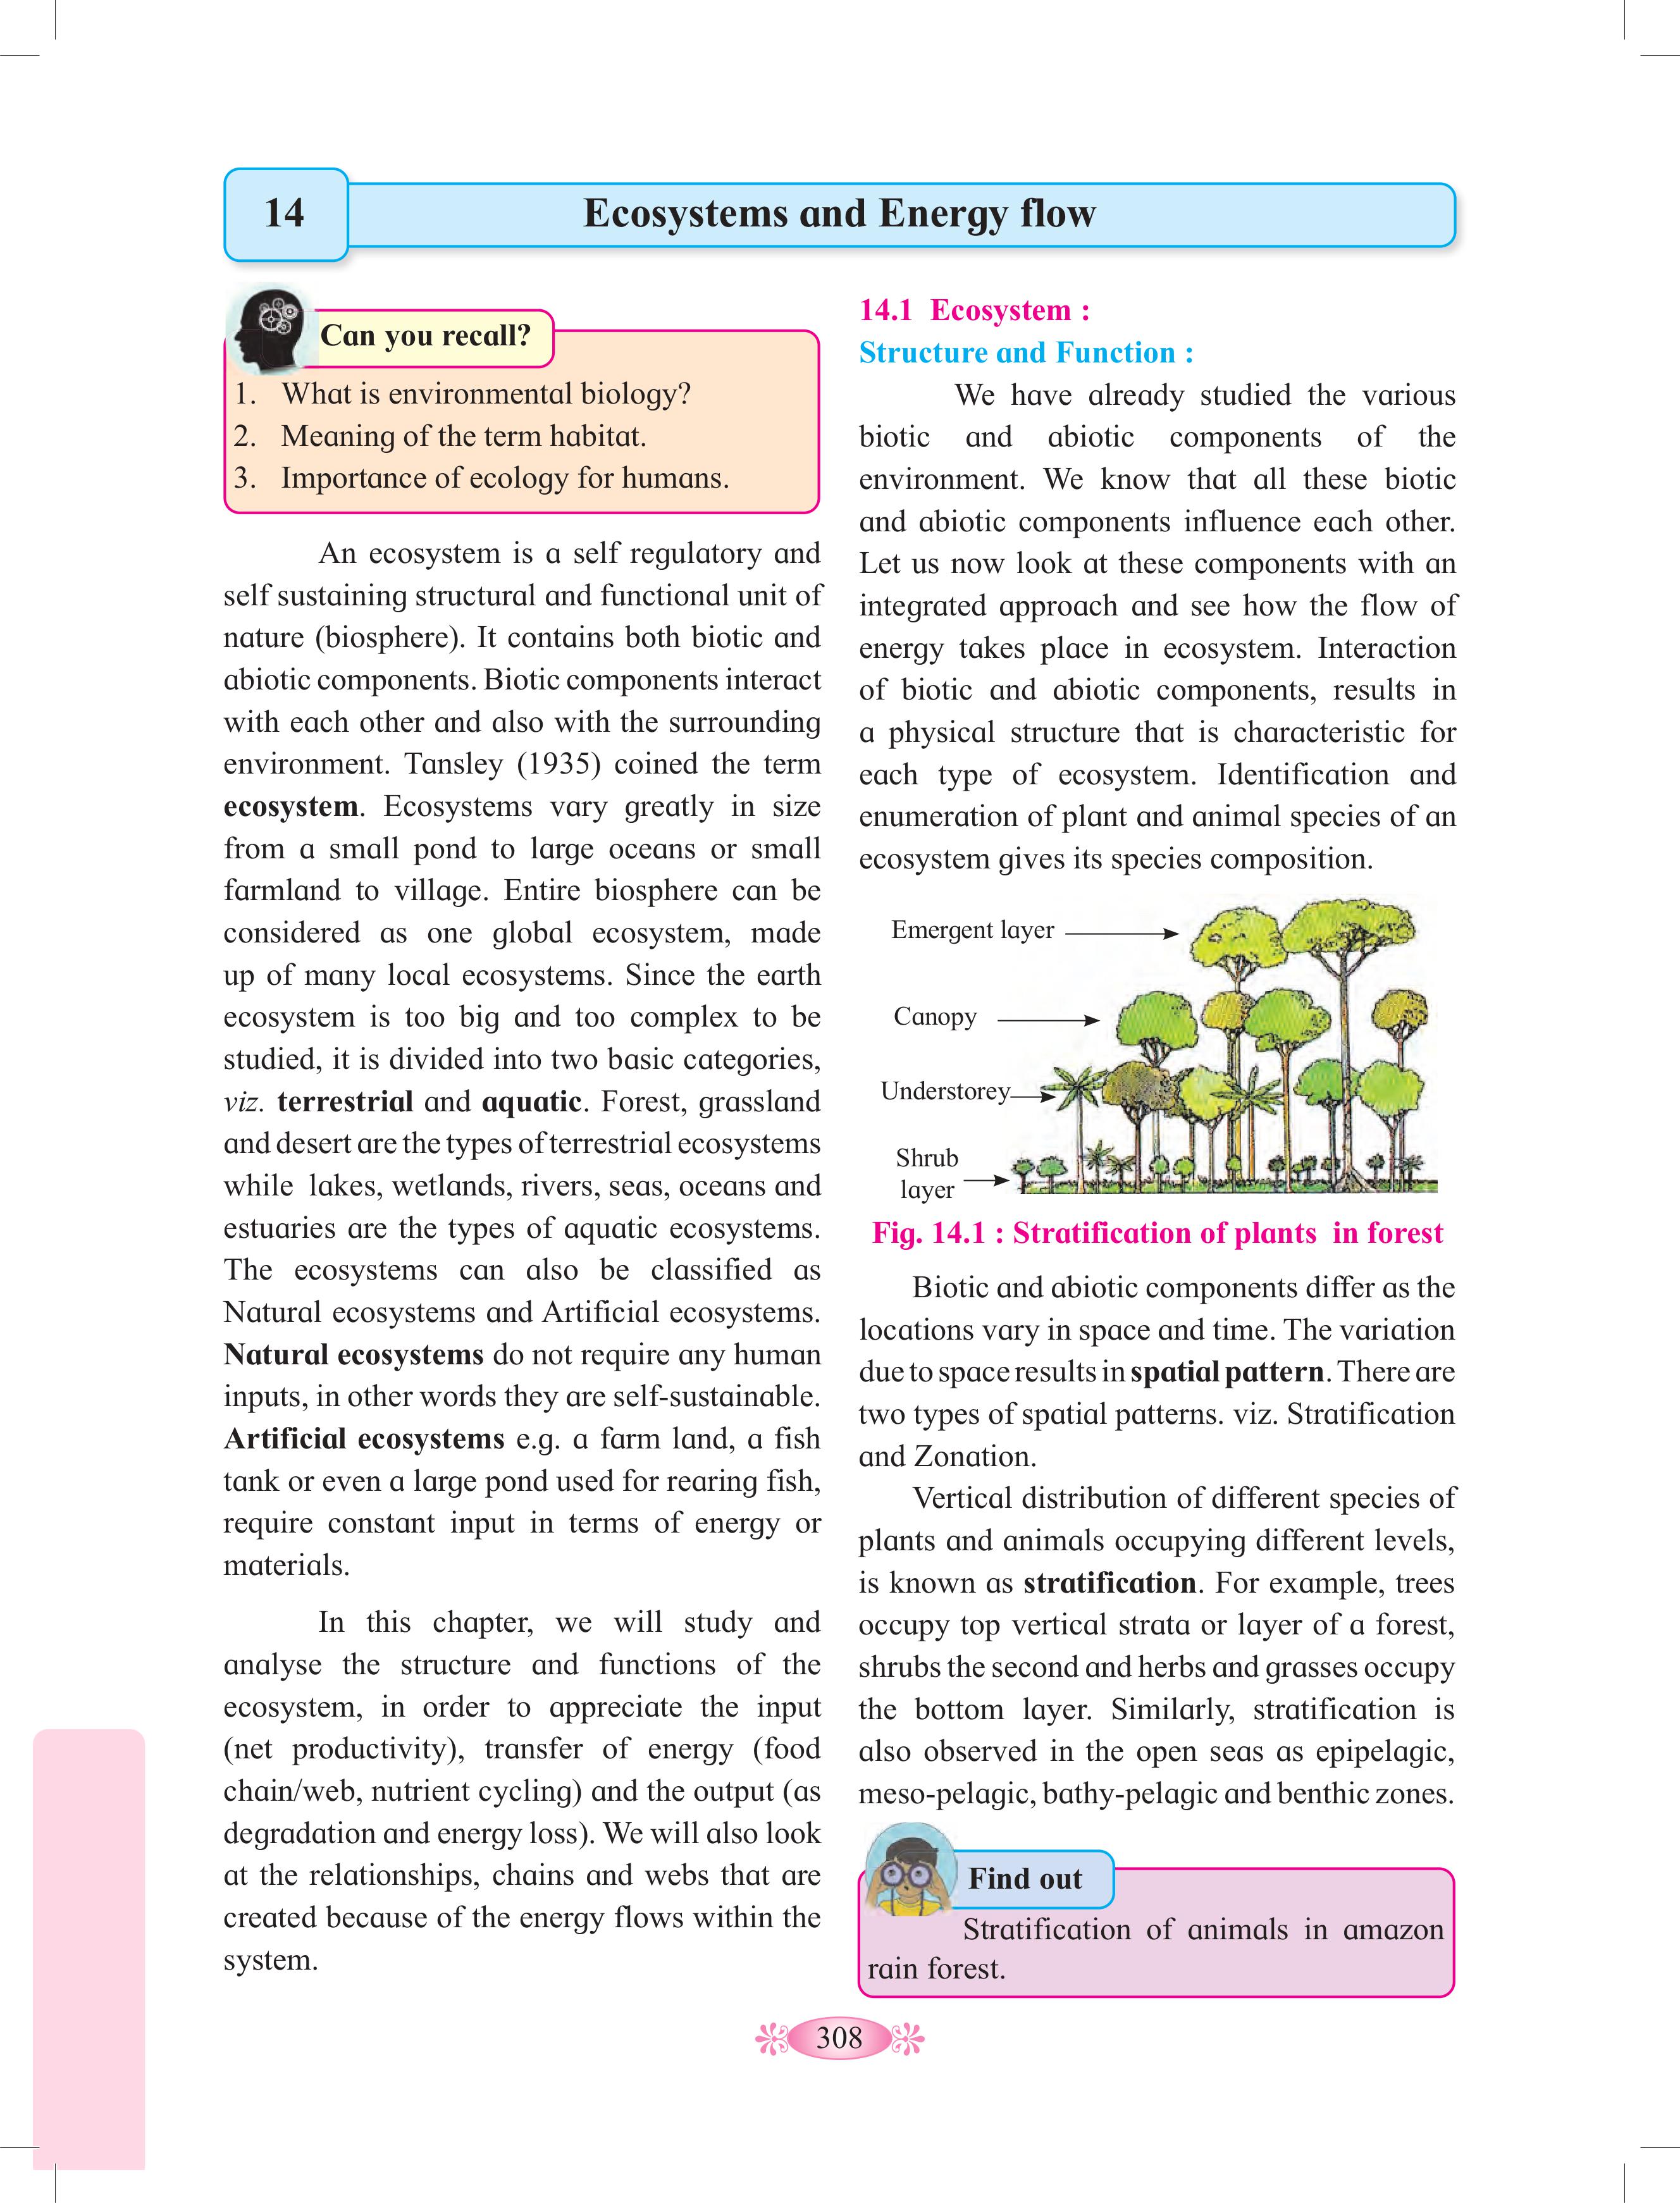 14
Ecosystems and Energy flow
Can you recall?
1. What is environmental biology?
2. Meaning of the term habitat.
3. Importance of ecology for humans.
An ecosystem is a self regulatory and
self sustaining structural and functional unit of
nature (biosphere). It contains both biotic and
abiotic components. Biotic components interact
with each other and also with the surrounding
environment. Tansley (1935) coined the term
ecosystem. Ecosystems vary greatly in size
from a small pond to large oceans or small
farmland to village. Entire biosphere can be
considered as one global ecosystem, made
up of many local ecosystems. Since the earth
ecosystem is too big and too complex to be
studied, it is divided into two basic categories,
viz. terrestrial and aquatic. Forest, grassland
and desert are the types of terrestrial ecosystems
while lakes, wetlands, rivers, seas, oceans and
estuaries are the types of aquatic ecosystems.
The ecosystems can also be classified as
Natural ecosystems and Artificial ecosystems.
Natural ecosystems do not require any human
inputs, in other words they are self-sustainable.
Artificial ecosystems e.g. a farm land, a fish
tank or even a large pond used for rearing fish,
require constant input in terms of energy or
materials.
In this chapter, we will study and
analyse the structure and functions of the
ecosystem, in order to appreciate the input
(net productivity), transfer of energy (food
chain/web, nutrient cycling) and the output (as
degradation and energy loss). We will also look
at the relationships, chains and webs that are
created because of the energy flows within the
system.
14.1 Ecosystem :
Structure and Function :
We have already studied the various
biotic and abiotic components of the
environment. We know that all these biotic
and abiotic components influence each other.
Let us now look at these components with an
integrated approach and see how the flow of
energy takes place in ecosystem. Interaction
of biotic and abiotic components, results in
a physical structure that is characteristic for
each type of ecosystem. Identification and
enumeration of plant and animal species of an
ecosystem gives its species composition.
Emergent layer
Canopy
Understorey
Shrub
layer
Fig. 14.1 : Stratification of plants in forest
Biotic and abiotic components differ as the
locations vary in space and time. The variation
due to space results in spatial pattern. There are
two types of spatial patterns. viz. Stratification
and Zonation.
Vertical distribution of different species of
plants and animals occupying different levels,
is known as stratification. For example, trees
occupy top vertical strata or layer of a forest,
shrubs the second and herbs and grasses occupy
the bottom layer. Similarly, stratification is
also observed in the open seas as epipelagic,
meso-pelagic, bathy-pelagic and benthic zones.
Find out
Stratification of animals in amazon
rain forest.
308